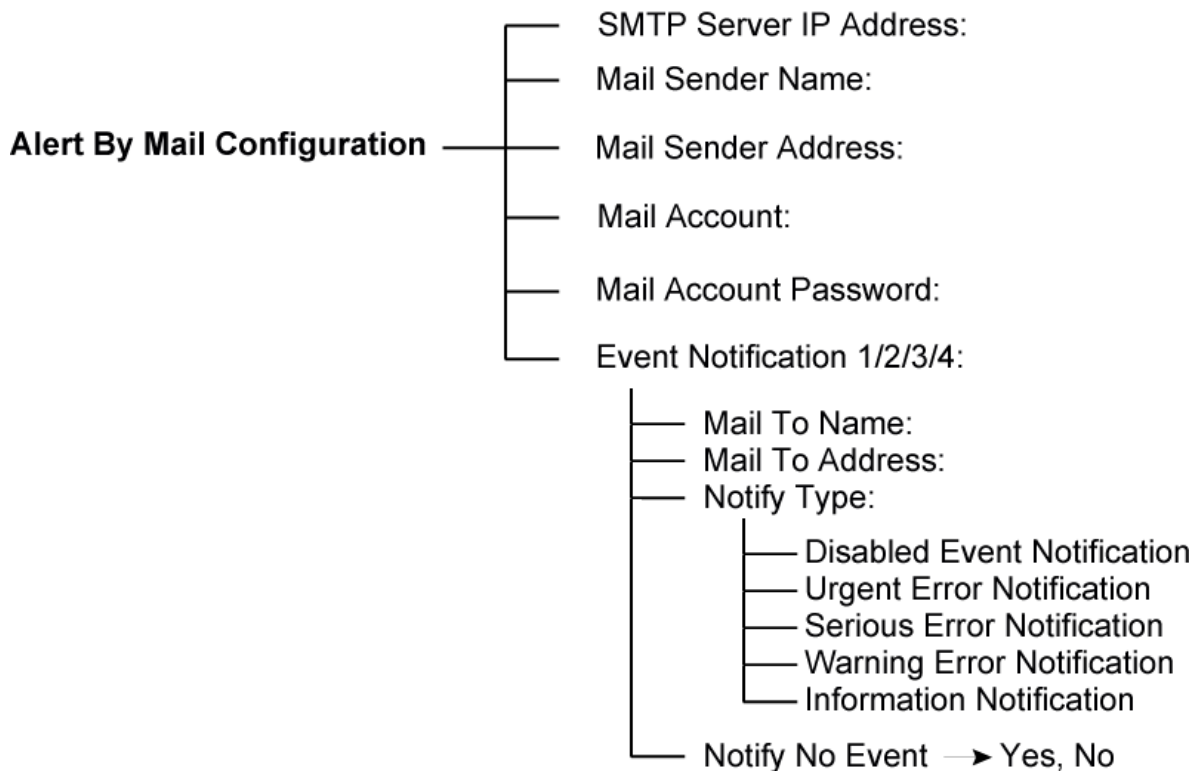 SMTP Server IP Address:
Mail Sender Name:
Alert By Mail Configuration
Mail Sender Address:
Mail Account:
Mail Account Password:
Event Notification 1/2/3/4:
Mail To Name:
Mail To Address:
Notify Type:
Disabled Event Notification
Urgent Error Notification
Serious Error Notification
Warning Error Notification
Information Notification
Notify No Event → Yes, No